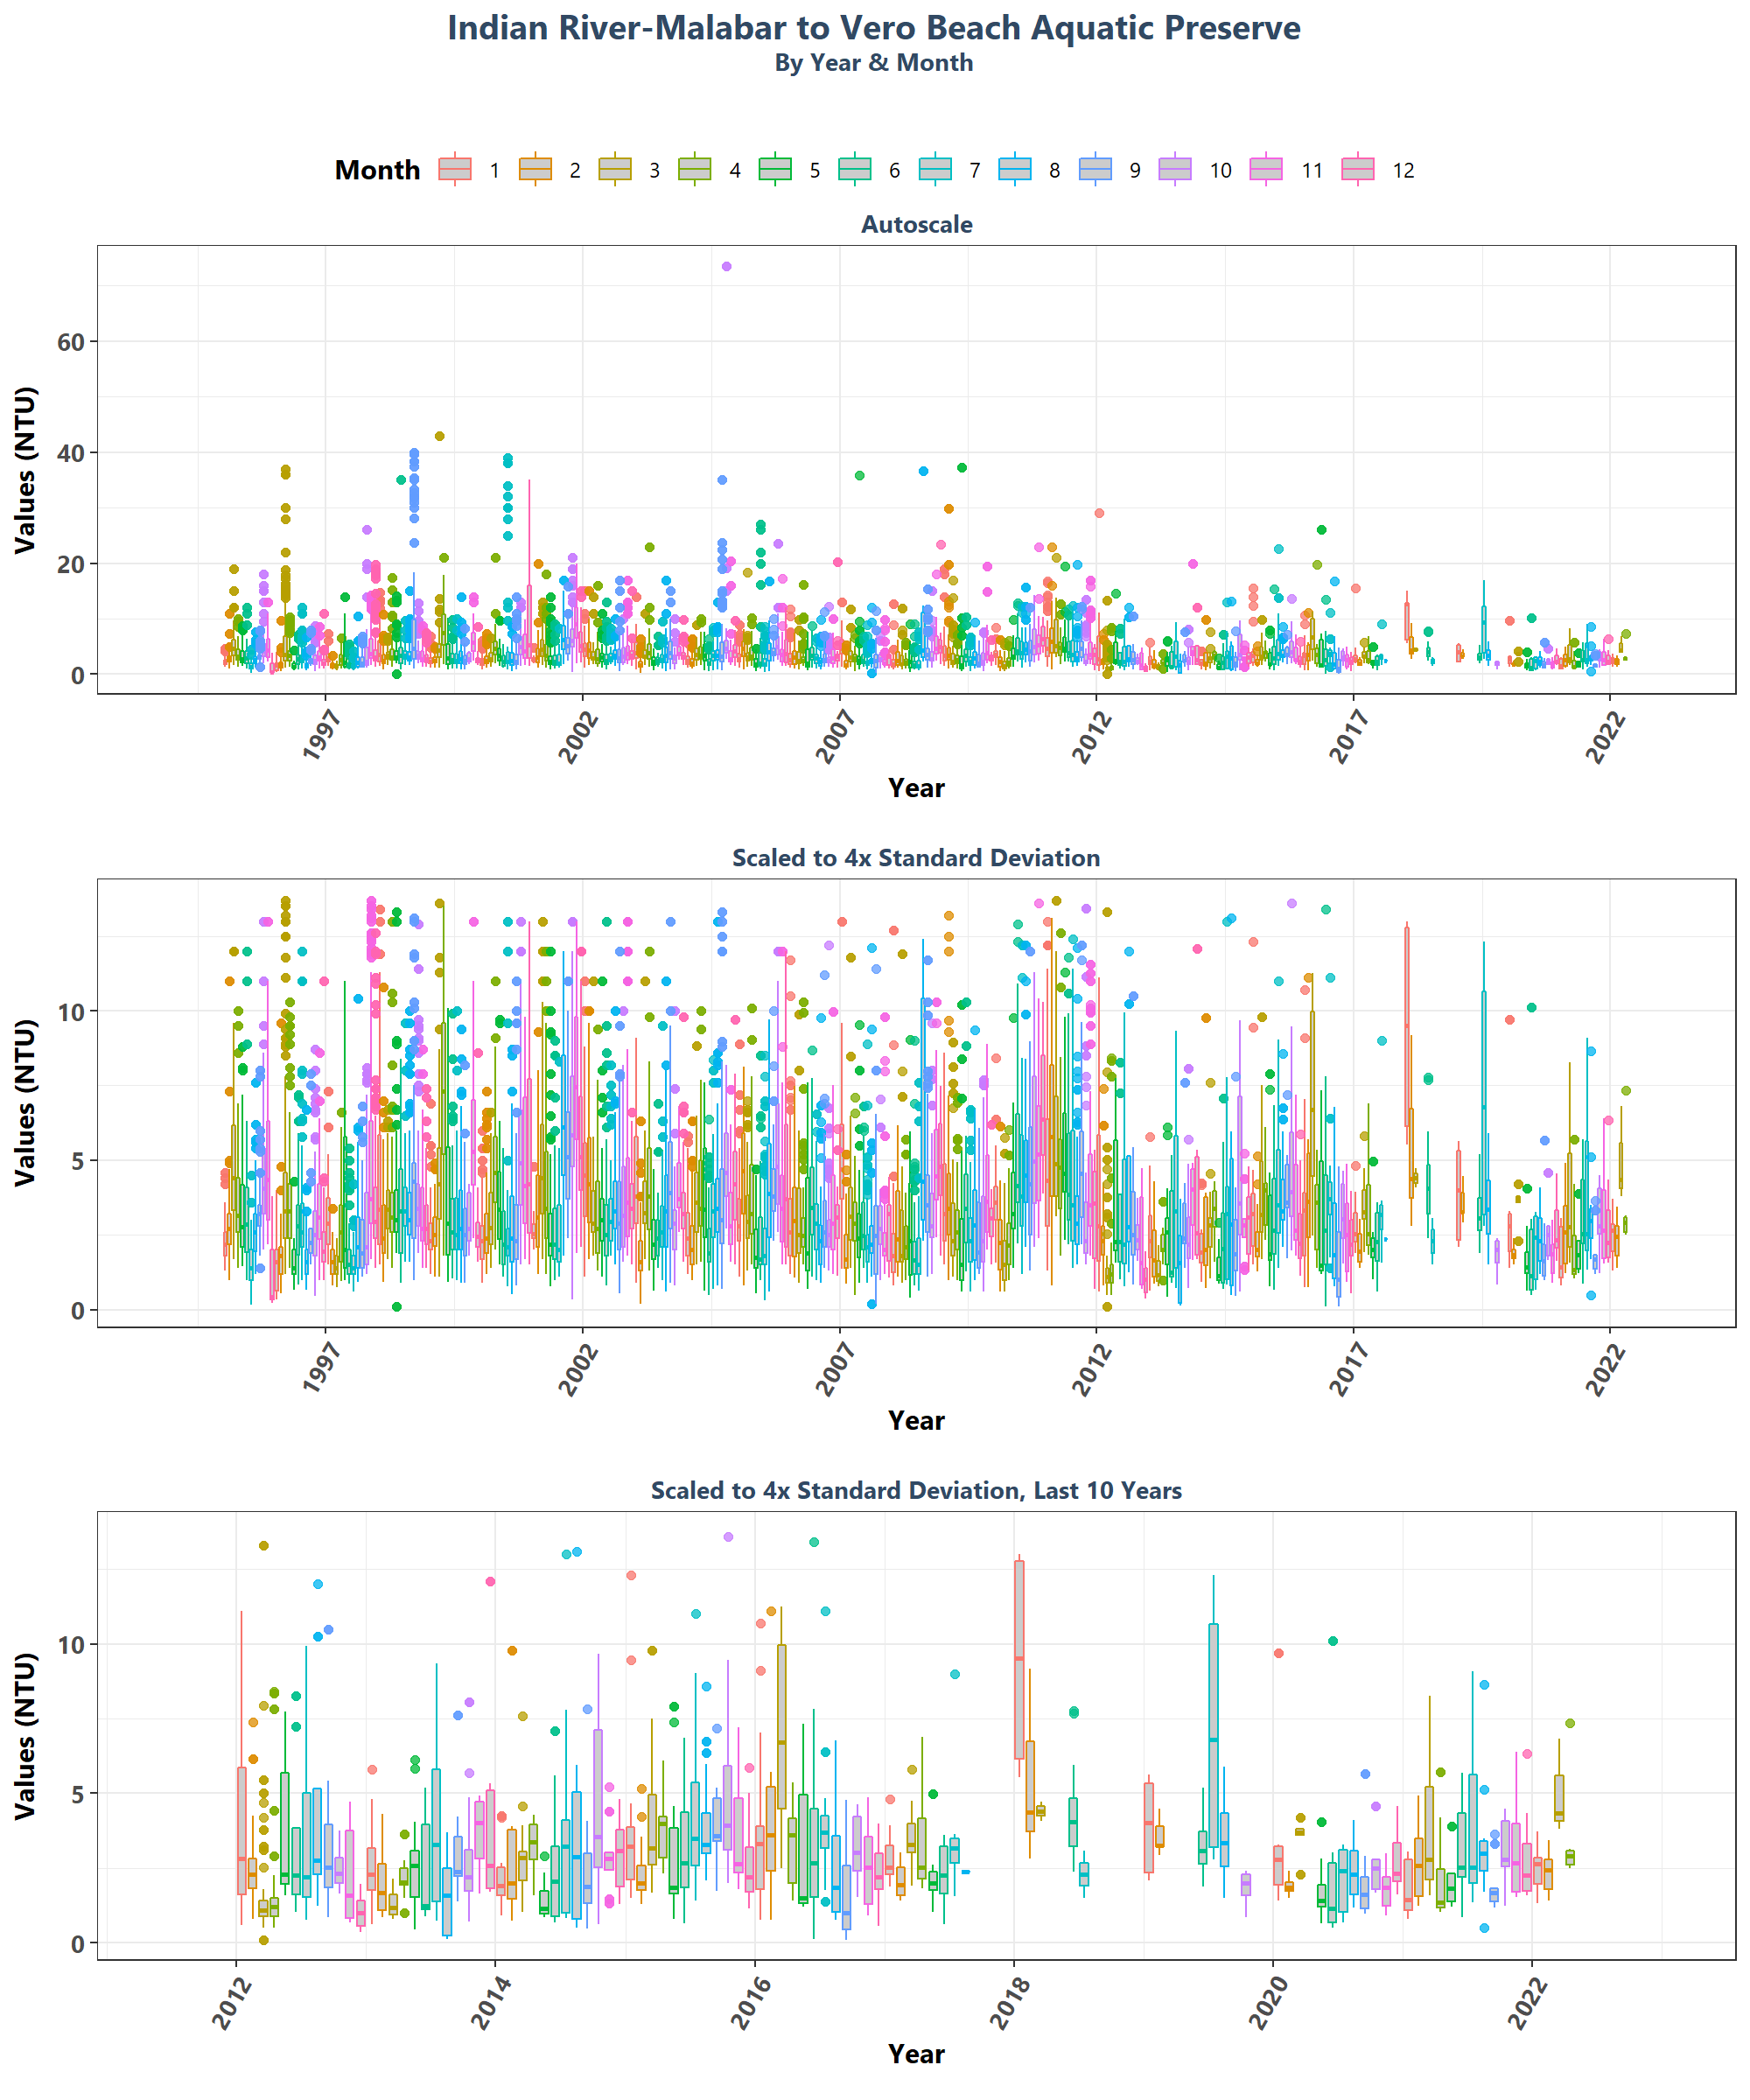 Indian River-Malabar to Vero Beach Aquatic Preserve
By Year & Month
Month 1 2 3 4 5 6 7 8 9 10 11 12
Autoscale
Values (NTU)
60
40
20
0
1997 2002 2007 2012 2017 2022
Year
Scaled to 4x Standard Deviation
Values (NTU)
10
5
0
1997 2002 2007 2012 2017 2022
Year
Scaled to 4x Standard Deviation, Last 10 Years
Values (NTU)
10
5
0
2012 2014 2016 2018 2020 2022
Year